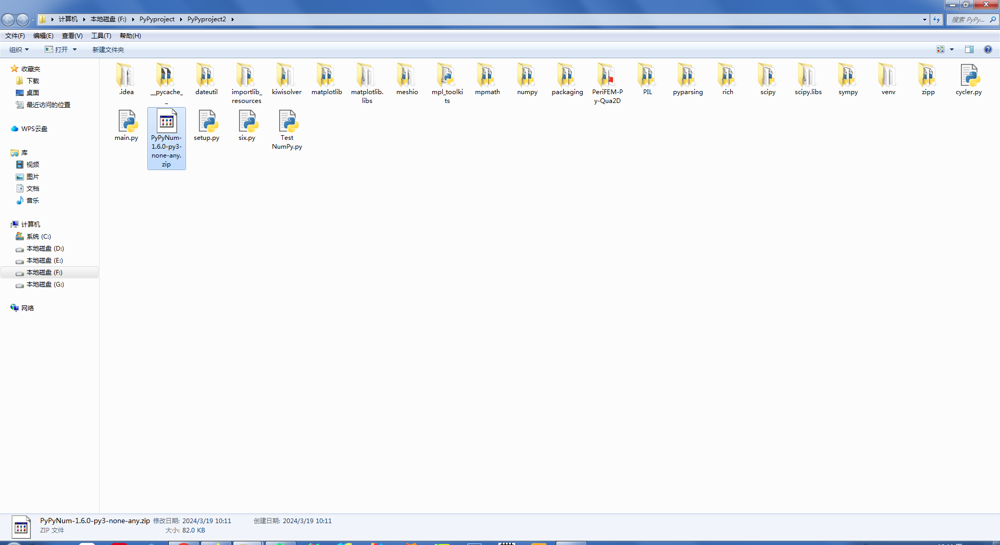 计算机 本地磁盘 (F:) PyPyproject PyPyproject2
搜索 PyPy...
文件(F) 编辑(E) 查看(V) 工具(T) 帮助(H)
组织 打开 新建文件夹
收藏夹
下载
桌面
最近访问的位置
WPS云盘
库
视频
图片
文档
音乐
计算机
系统 (C:)
本地磁盘 (D:)
本地磁盘 (E:)
本地磁盘 (F:)
本地磁盘 (G:)
网络
.idea
__pycache_
_
dateutil
importlib_
resources
kiwisolver
matplotlib
matplotlib.
libs
meshio
mpl_toolki
ts
mpmath
numpy
packaging
PeriFEM-P
y-Qua2D
PIL
pyparsing
rich
scipy
scipy.libs
sympy
venv
zipp
cycler.py
main.py
PyPyNum-
1.6.0-py3-
none-any.
zip
setup.py
six.py
Test
NumPy.py
PyPyNum-1.6.0-py3-none-any.zip 修改日期: 2024/3/19 10:11 创建日期: 2024/3/19 10:11
ZIP 文件 大小: 82.0 KB